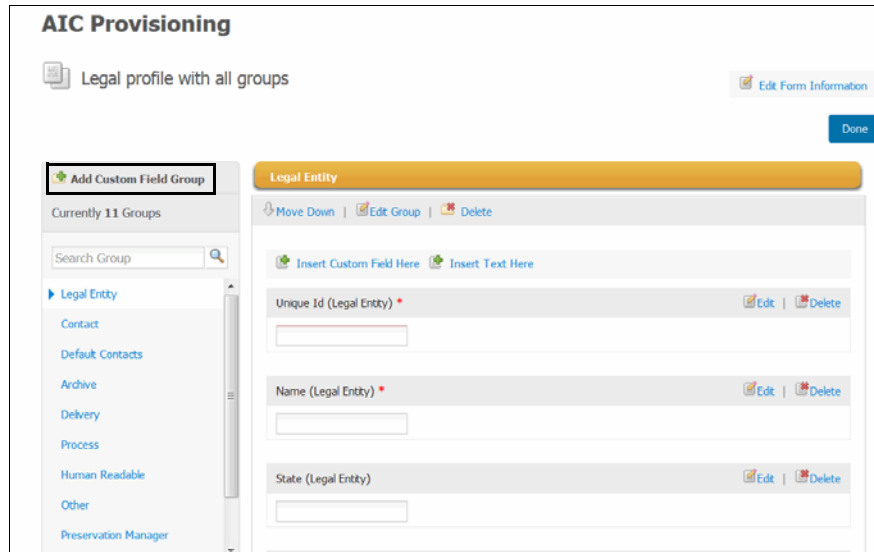 AIC Provisioning
Legal profile with all groups
Edit Form Information
Done
Add Custom Field Group
Currently 11 Groups
Search Group
Legal Entity
Contact
Default Contacts
Archive
Delivery
Process
Human Readable
Other
Preservation Manager
Legal Entity
Move Down | Edit Group | Delete
Insert Custom Field Here Insert Text Here
Unique Id (Legal Entity) * Edit | Delete
Name (Legal Entity) * Edit | Delete
State (Legal Entity) Edit | Delete